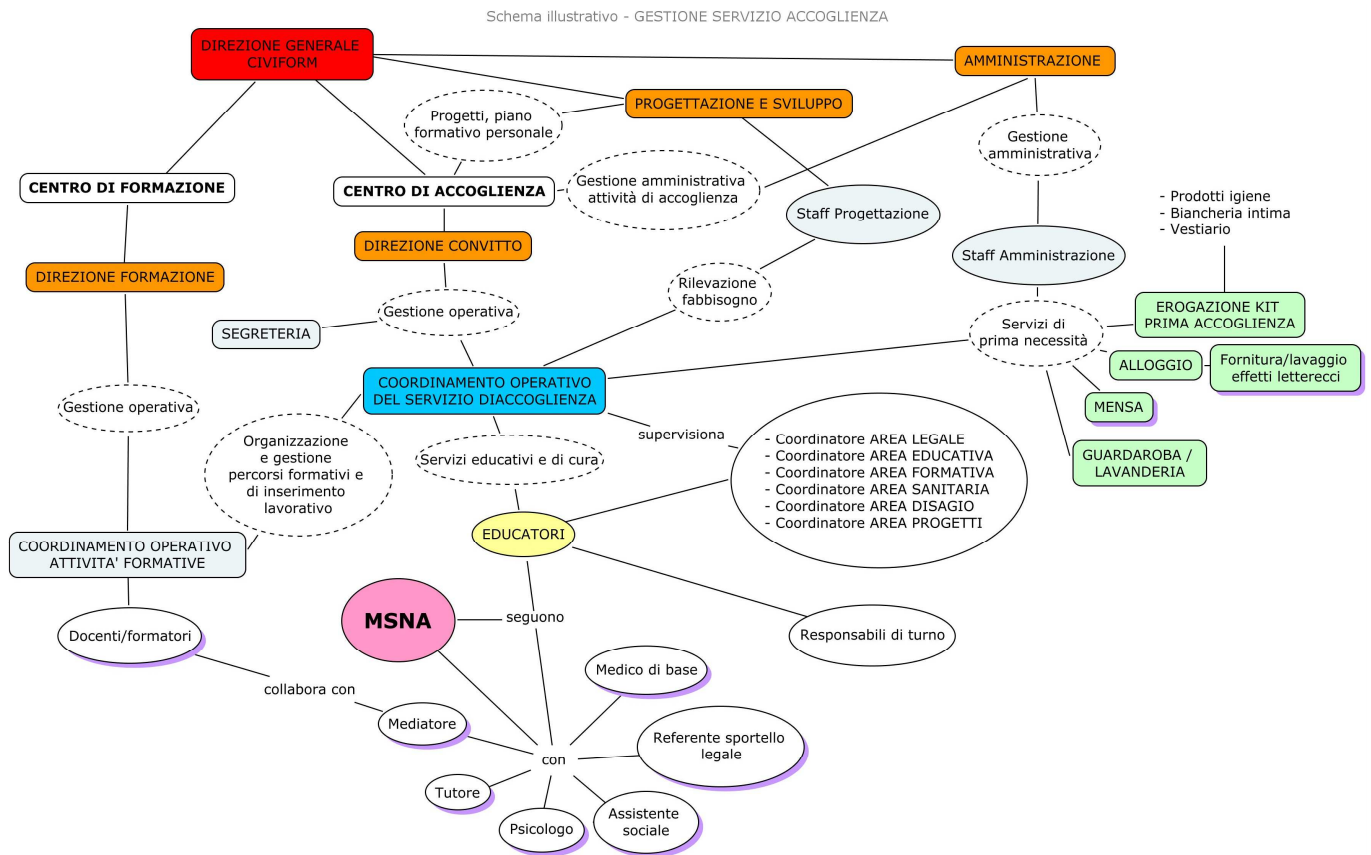 Schema illustrativo - GESTIONE SERVIZIO ACCOGLIENZA
DIREZIONE GENERALE
CIVIFORM
AMMINISTRAZIONE
PROGETTAZIONE E SVILUPPO
Progetti, piano
formativo personale
Gestione
amministrativa
CENTRO DI FORMAZIONE
CENTRO DI ACCOGLIENZA
Gestione amministrativa
attività di accoglienza
Staff Progettazione
- Prodotti igiene
- Biancheria intima
- Vestiario
DIREZIONE CONVITTO
Staff Amministrazione
DIREZIONE FORMAZIONE
Rilevazione
fabbisogno
Gestione operativa
SEGRETERIA
Servizi di
prima necessità
EROGAZIONE KIT
PRIMA ACCOGLIENZA
ALLOGGIO
Fornitura/lavaggio
effetti letterecci
COORDINAMENTO OPERATIVO
DEL SERVIZIO DIACCOGLIENZA
MENSA
Gestione operativa
Organizzazione
e gestione
percorsi formativi e
di inserimento
lavorativo
Servizi educativi e di cura
supervisiona
- Coordinatore AREA LEGALE
- Coordinatore AREA EDUCATIVA
- Coordinatore AREA FORMATIVA
- Coordinatore AREA SANITARIA
- Coordinatore AREA DISAGIO
- Coordinatore AREA PROGETTI
GUARDAROBA /
LAVANDERIA
EDUCATORI
COORDINAMENTO OPERATIVO
ATTIVITA' FORMATIVE
MSNA
seguono
Docenti/formatori
Responsabili di turno
Medico di base
collabora con
Mediatore
Referente sportello
legale
con
Tutore
Psicologo
Assistente
sociale